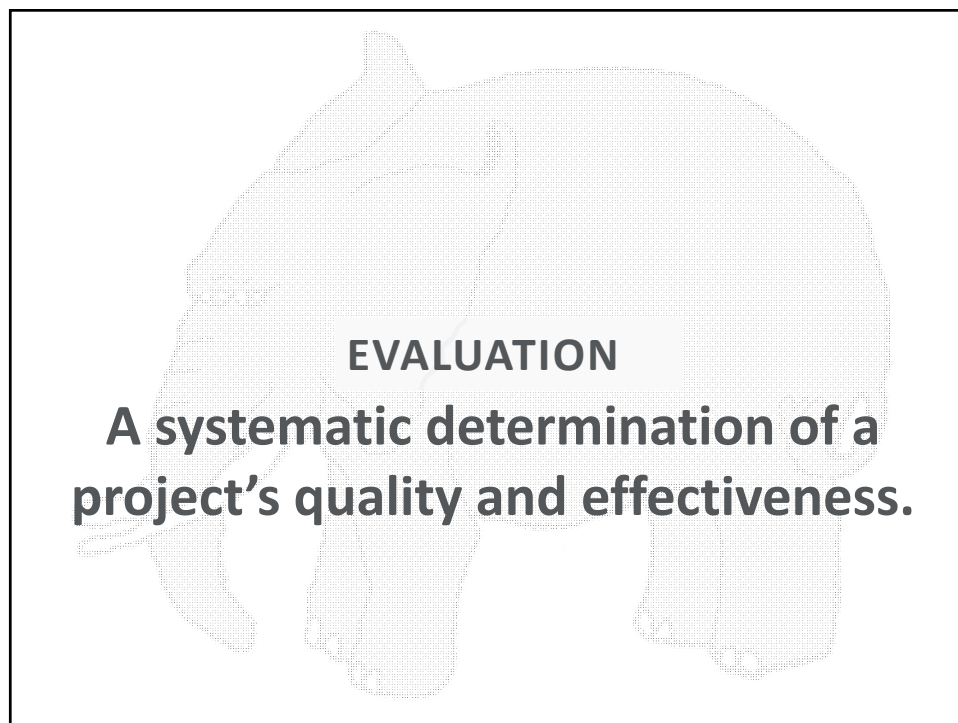 EVALUATION
A systematic determination of a
project’s quality and effectiveness.